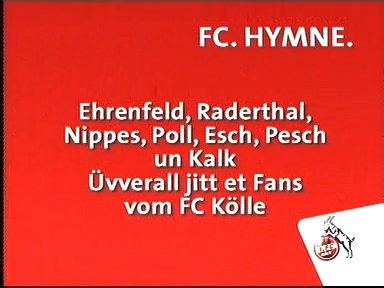 FC. HYMNE.
Ehrenfeld, Raderthal,
Nippes, Poll, Esch, Pesch
un Kalk
Üvverall jitt et Fans
vom FC Kölle